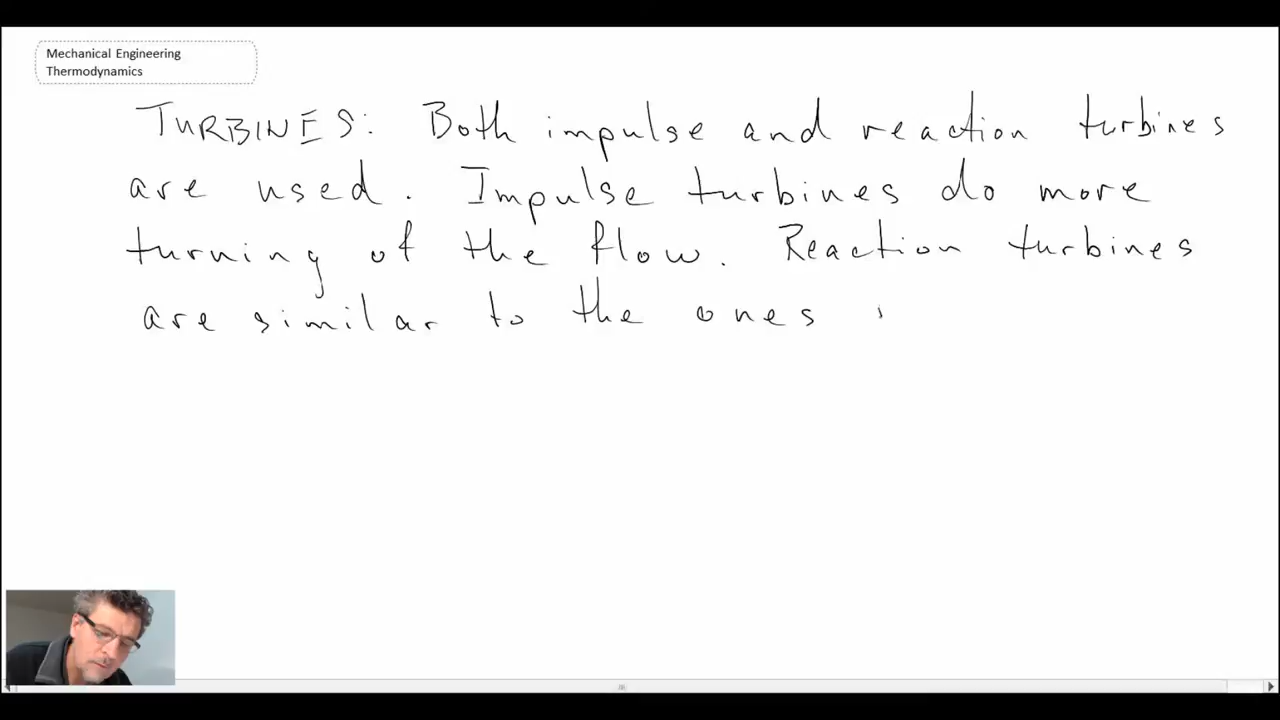 Mechanical Engineering
Thermodynamics
TURBINES: Both impulse and reaction turbines
are used. Impulse turbines do more
turning of the flow. Reaction turbines
are similar to the ones